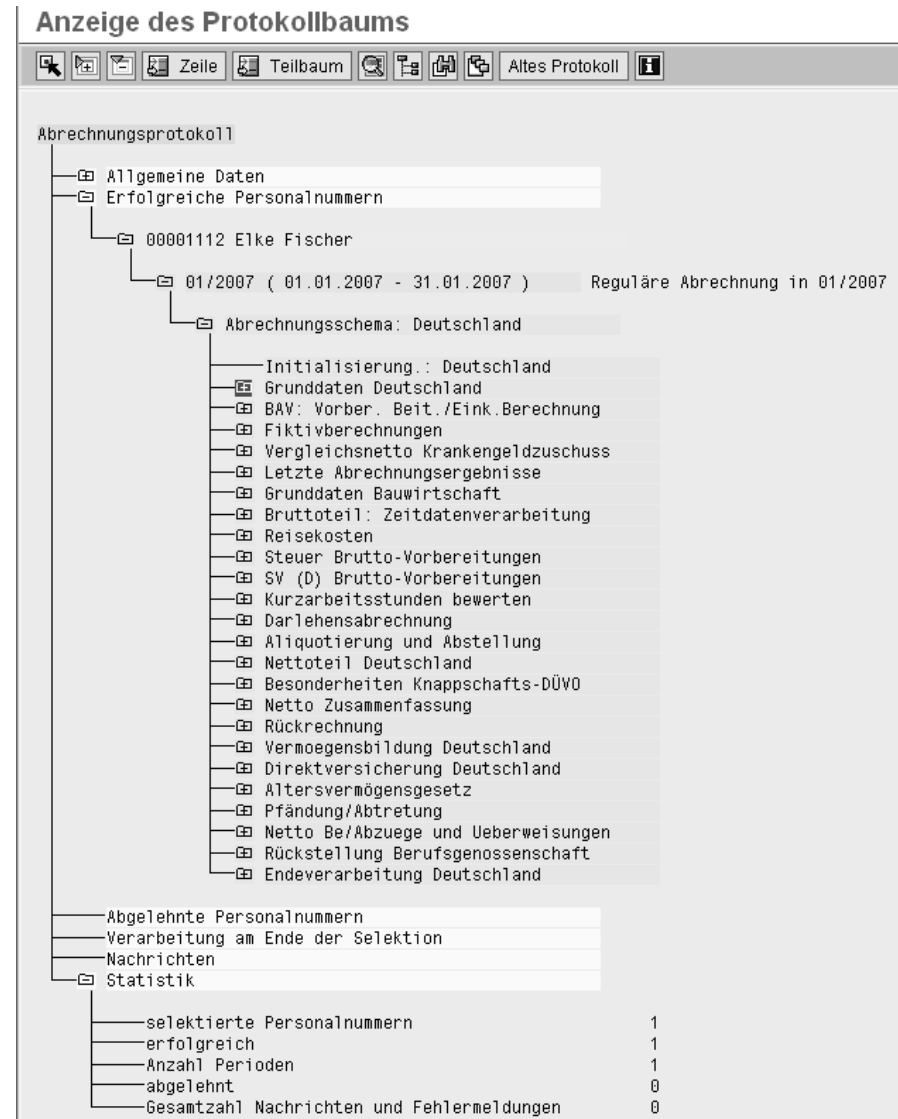 Anzeige des Protokollbaums
Zeile Teilbaum Altes Protokoll
Abrechnungsprotokoll
Allgemeine Daten
Erfolgreiche Personalnummern
00001112 Elke Fischer
01/2007 ( 01.01.2007 - 31.01.2007 ) Reguläre Abrechnung in 01/2007
Abrechnungsschema: Deutschland
Initialisierung.: Deutschland
Grunddaten Deutschland
BAV: Vorber. Beit./Eink.Berechnung
Fiktivberechnungen
Vergleichsnetto Krankengeldzuschuss
Letzte Abrechnungsergebnisse
Grunddaten Bauwirtschaft
Bruttoteil: Zeitdatenverarbeitung
Reisekosten
Steuer Brutto-Vorbereitungen
SV (D) Brutto-Vorbereitungen
Kurzarbeitsstunden bewerten
Darlehensabrechnung
Aliquotierung und Abstellung
Nettoteil Deutschland
Besonderheiten Knappschafts-DÜVO
Netto Zusammenfassung
Rückrechnung
Vermoegensbildung Deutschland
Direktversicherung Deutschland
Altersvermögensgesetz
Pfändung/Abtretung
Netto Be/Abzuege und Ueberweisungen
Rückstellung Berufsgenossenschaft
Endeverarbeitung Deutschland
Abgelehnte Personalnummern
Verarbeitung am Ende der Selektion
Nachrichten
Statistik
selektierte Personalnummern 1
erfolgreich 1
Anzahl Perioden 1
abgelehnt 0
Gesamtzahl Nachrichten und Fehlermeldungen 0